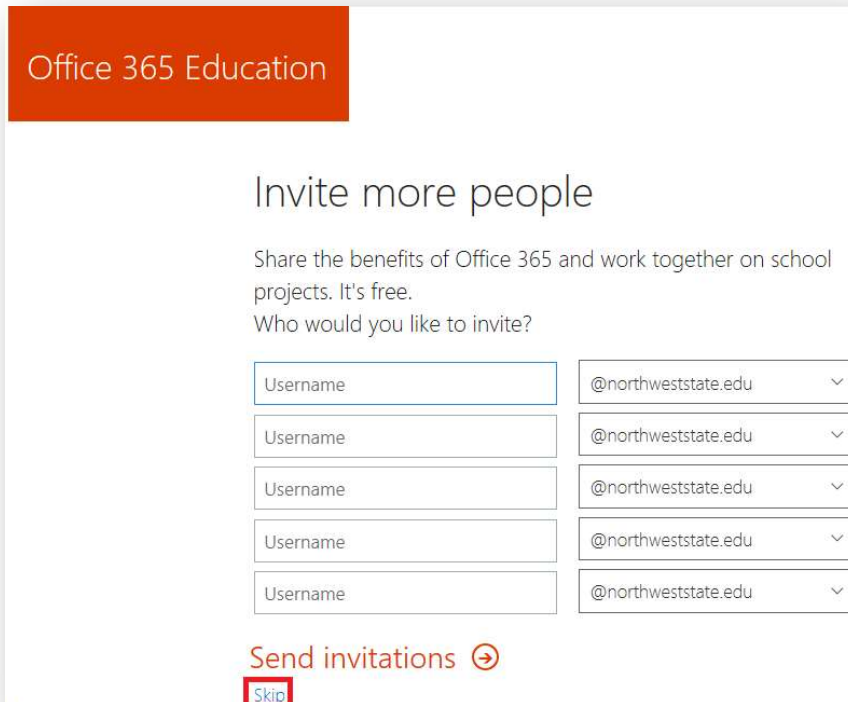 Office 365 Education
Invite more people
Share the benefits of Office 365 and work together on school
projects. It's free.
Who would you like to invite?
Username @northweststate.edu
Username @northweststate.edu
Username @northweststate.edu
Username @northweststate.edu
Username @northweststate.edu
Send invitations
Skip